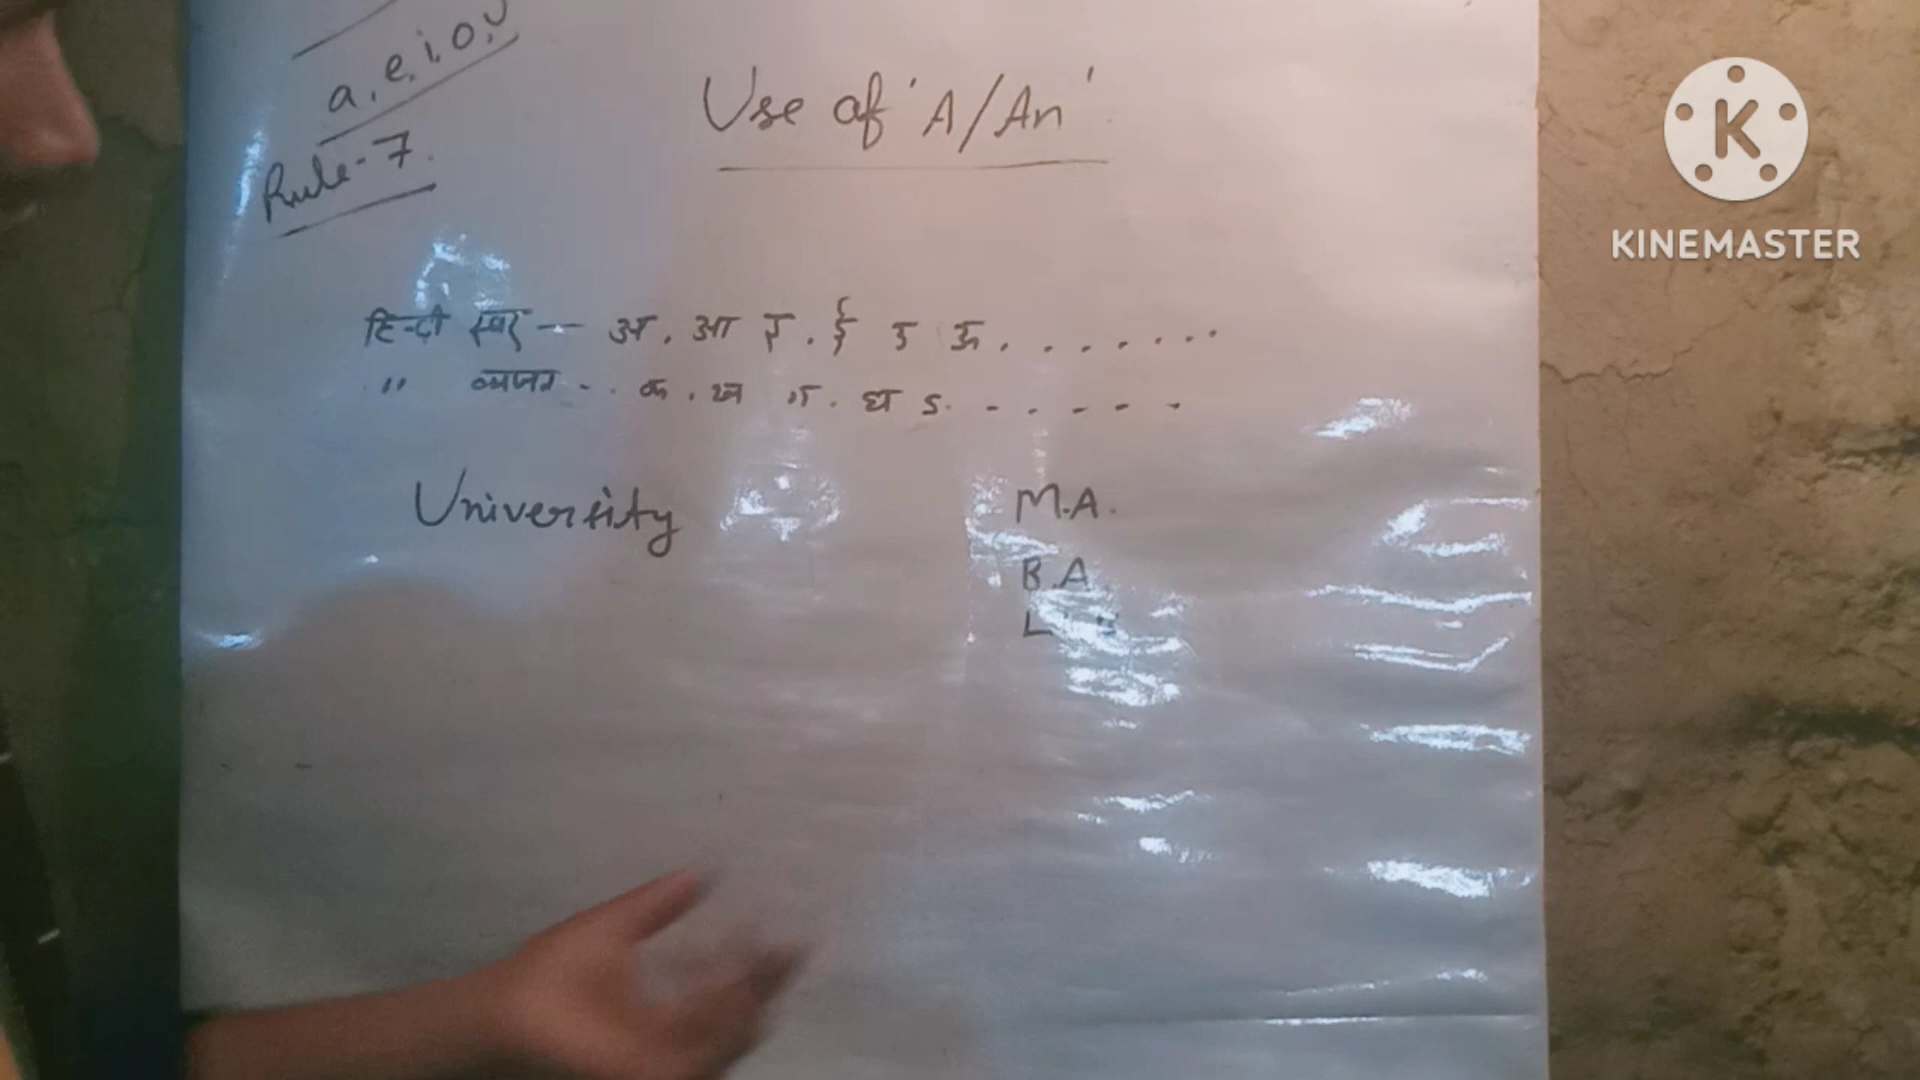 a, e, i, o, u
Rule-7.
Use of 'A/An'
हिन्दी स्वर — अ, आ इ, ई उ ऊ, . . . . . . .
" व्यंजन - . क, ख ग . घ ङ. - . - - -
University
M.A.
B.A
L
K
KINEMASTER